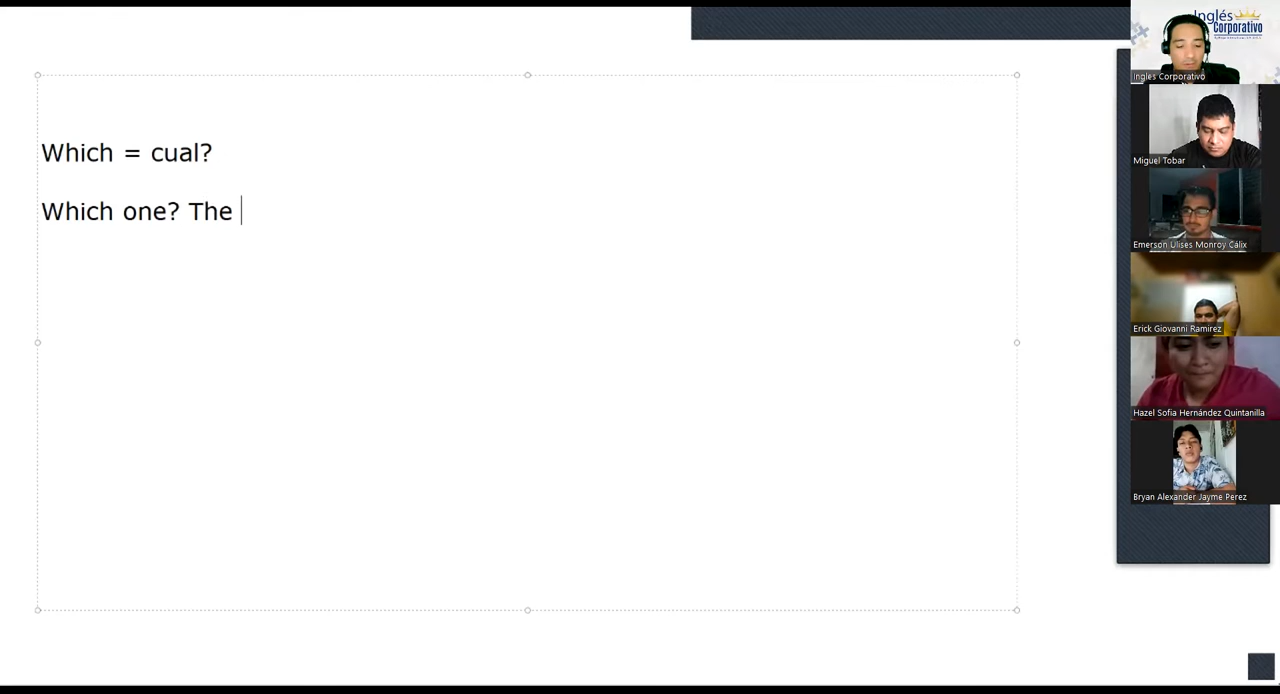 Which = cual?
Which one? The
Inglés
Corporativo
Ingles Corporativo
Miguel Tobar
Emerson Ulises Monroy Cálix
Erick Giovanni Ramirez
Hazel Sofia Hernández Quintanilla
Bryan Alexander Jayme Perez